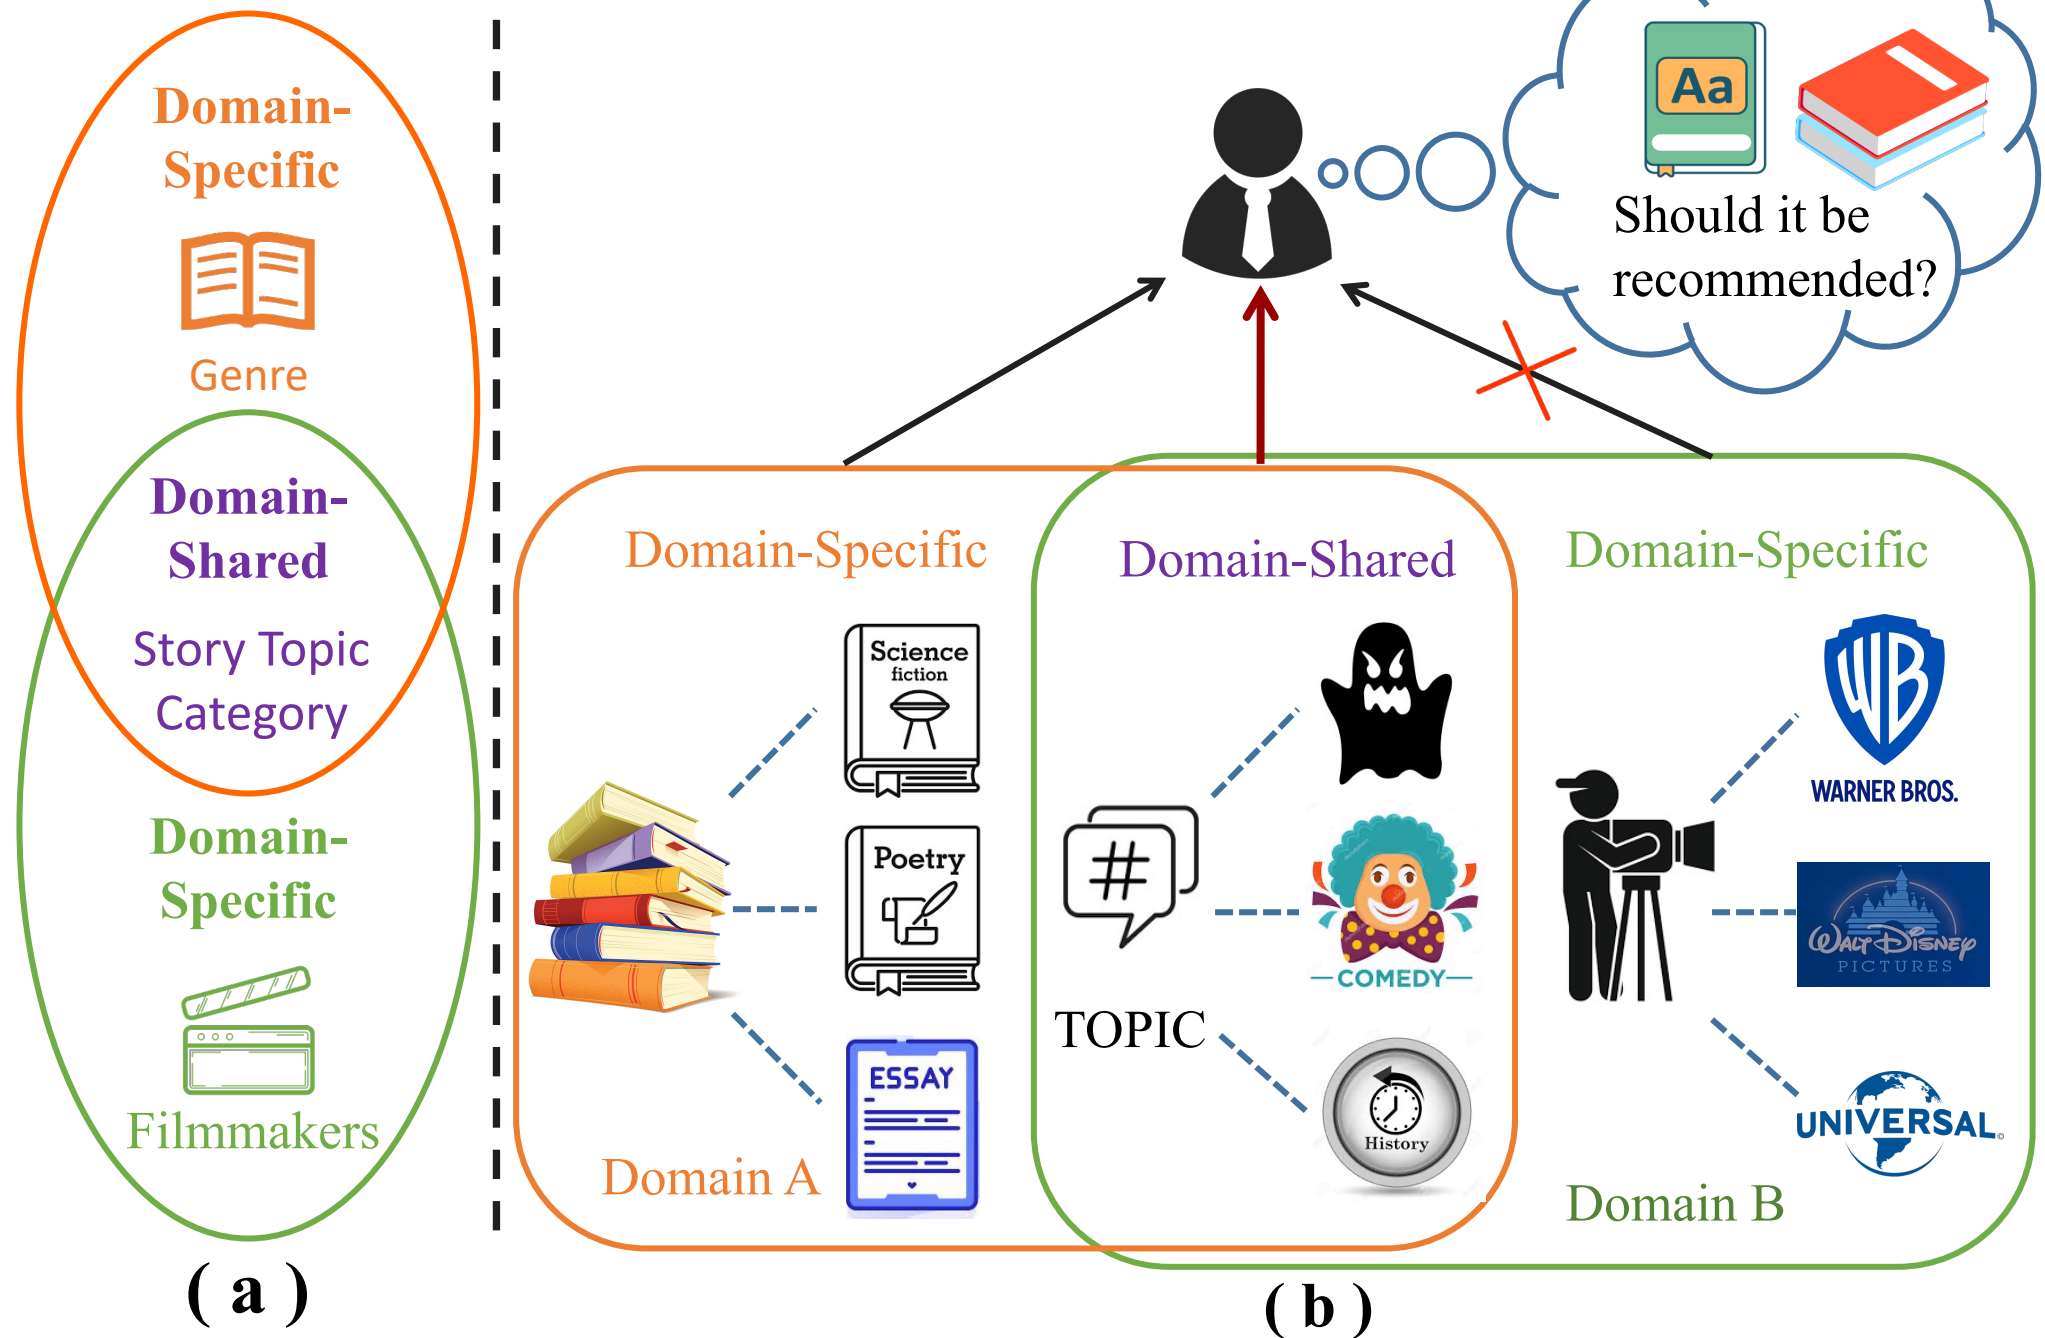 Domain-
Specific
Genre
Domain-
Shared
Story Topic
Category
Domain-
Specific
Filmmakers
( a )
Aa
Should it be
recommended?
Domain-Specific
Science
fiction
Poetry
ESSAY
Domain A
Domain-Shared
#
TOPIC
COMEDY
History
Domain-Specific
WB
WARNER BROS.
WALT DISNEY
PICTURES
UNIVERSAL
Domain B
( b )